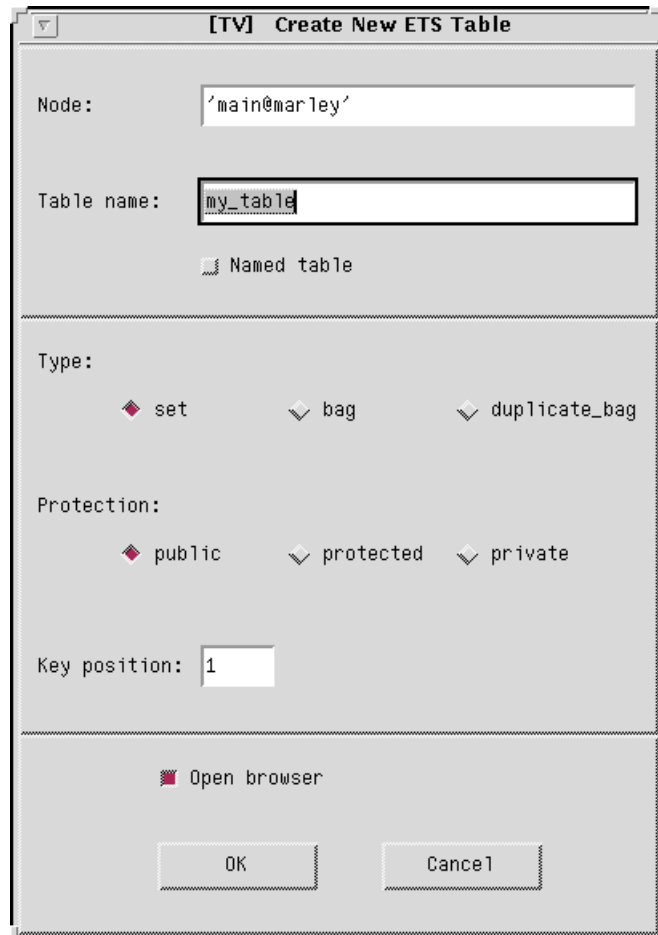 [TV] Create New ETS Table
Node: 'main@marley'
Table name: my_table
Named table
Type:
set bag duplicate_bag
Protection:
public protected private
Key position: 1
Open browser
OK Cancel